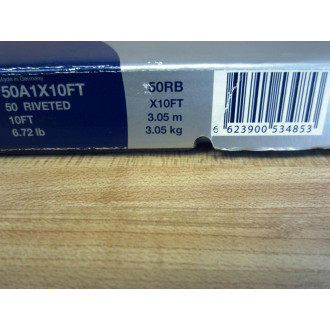 Made in Germany
50A1X10FT
50 RIVETED
10FT
6.72 lb
50RB
X10FT
3.05 m
3.05 kg
6 623900 534853